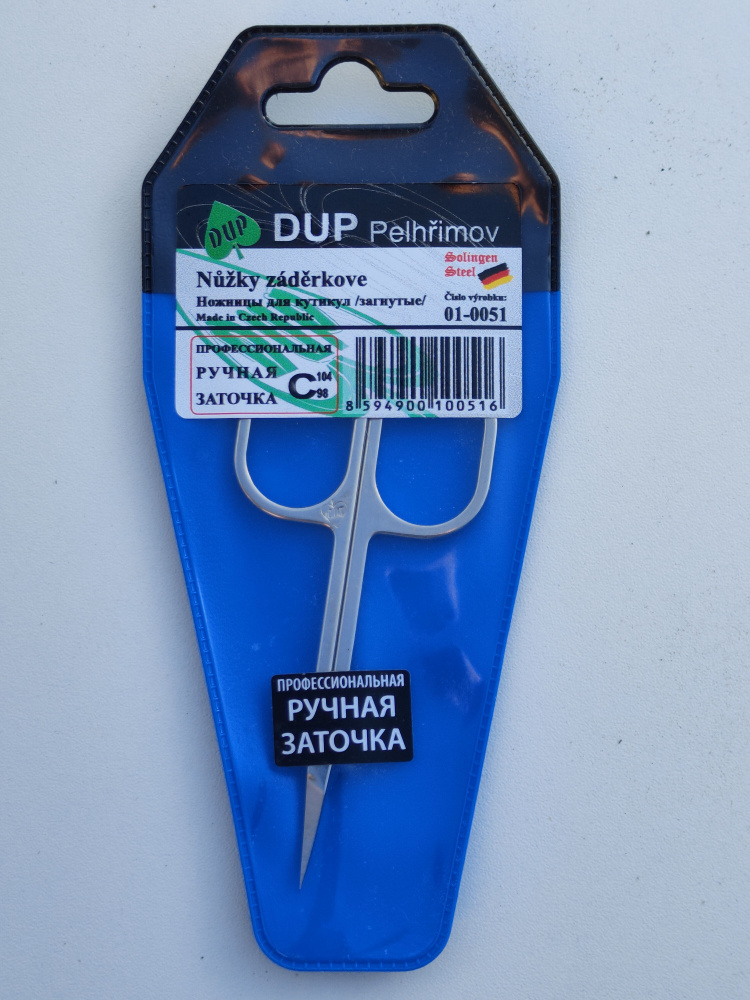 DUP
DUP Pelhřimov
Solingen
Steel
Nůžky záděrkove
Ножницы для кутикул /загнутые/
Made in Czech Republic
Číslo výrobku:
01-0051
ПРОФЕССИОНАЛЬНАЯ
РУЧНАЯ
ЗАТОЧКА
C 104
98
8 594900 100516
ПРОФЕССИОНАЛЬНАЯ
РУЧНАЯ
ЗАТОЧКА